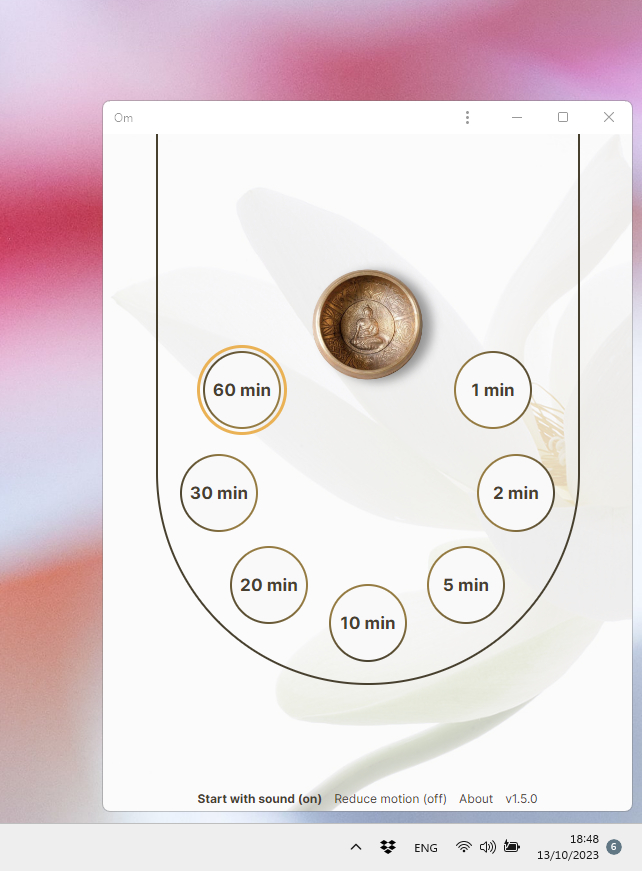 Om
60 min
1 min
30 min
2 min
20 min
5 min
10 min
Start with sound (on) Reduce motion (off) About v1.5.0
ENG
18:48
13/10/2023
6